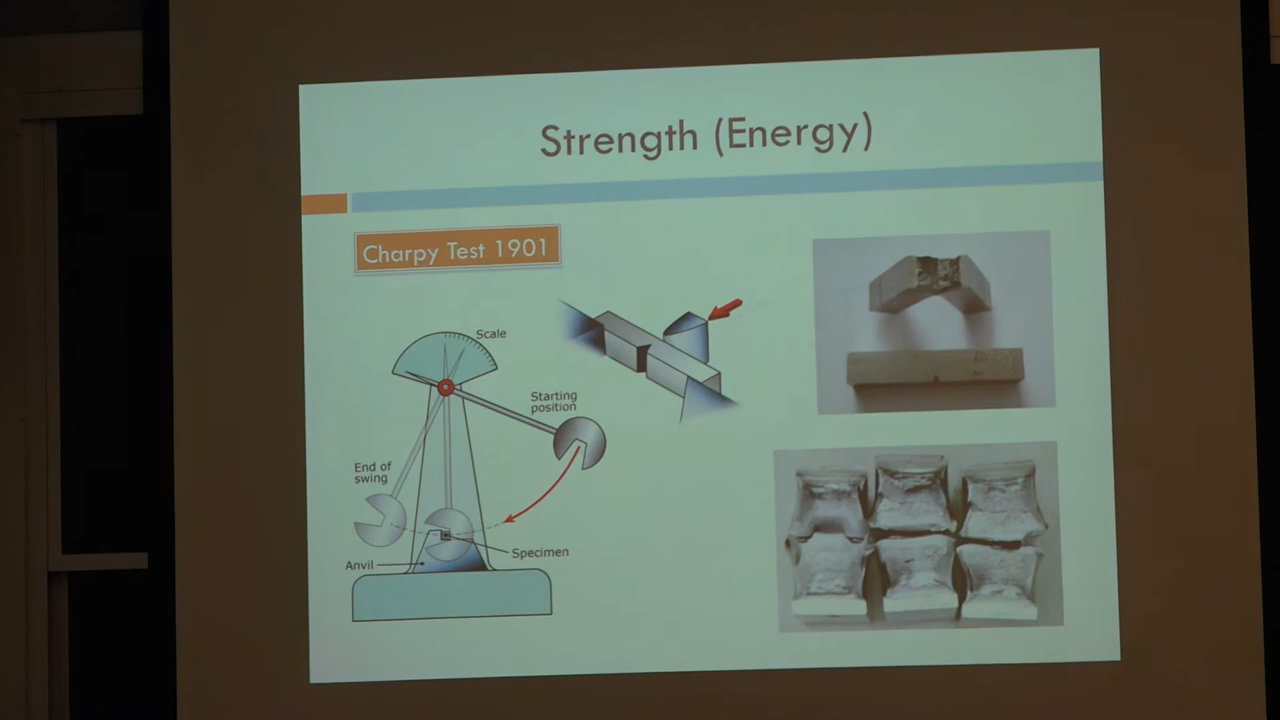 Strength (Energy)
Charpy Test 1901
Scale
Starting
position
End of
swing
Specimen
Anvil